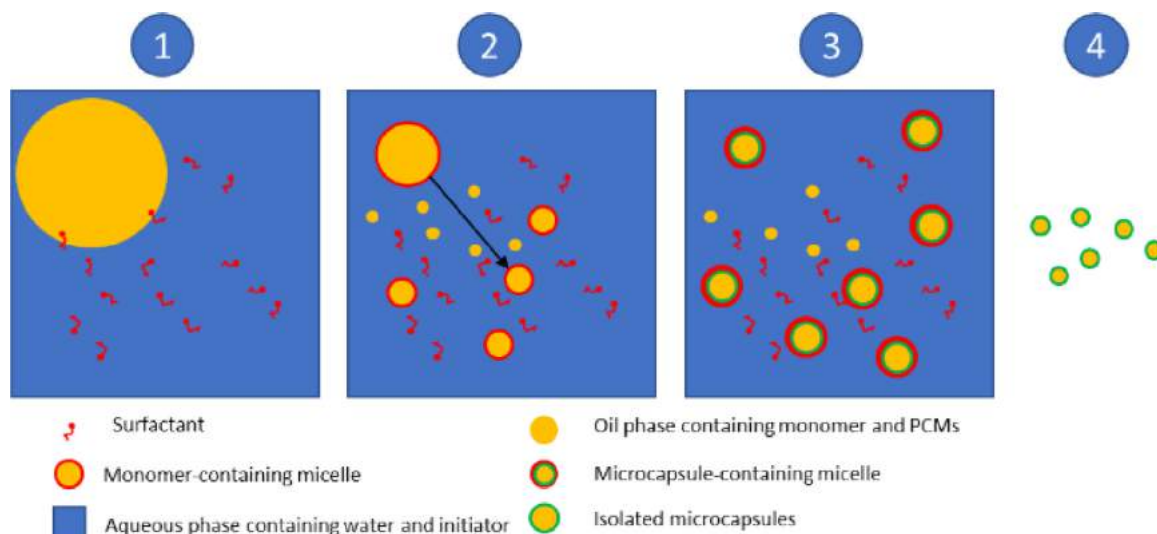 1 2 3 4
Surfactant
Monomer-containing micelle
Aqueous phase containing water and initiator
Oil phase containing monomer and PCMs
Microcapsule-containing micelle
Isolated microcapsules